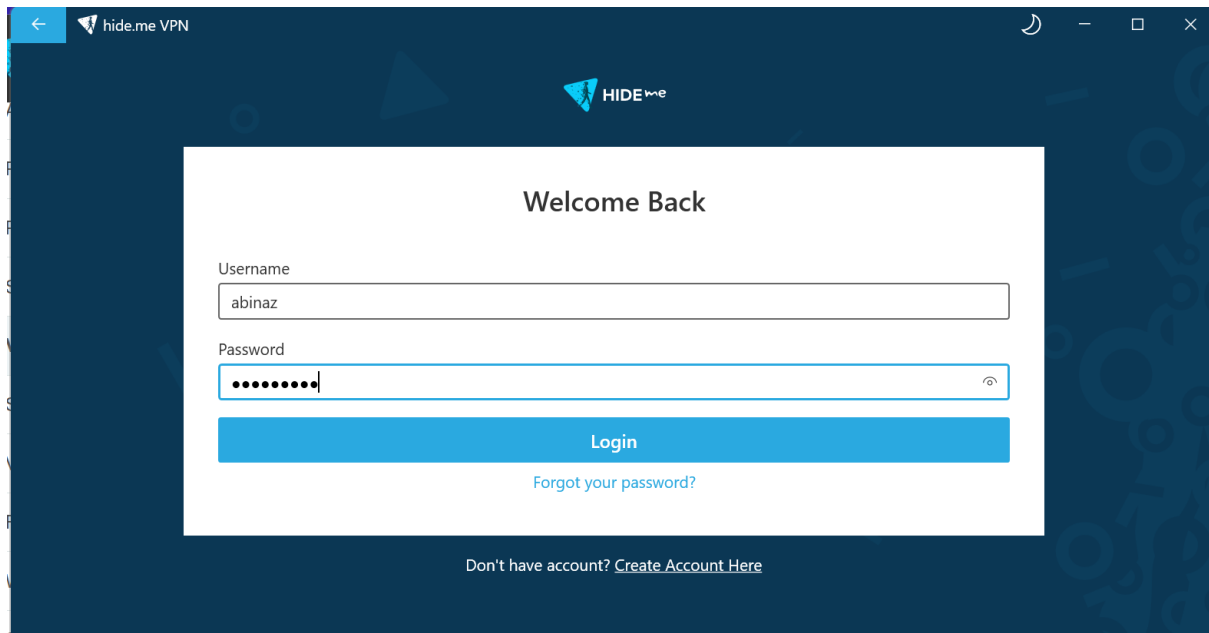 hide.me VPN
HIDE me
Welcome Back
Username
abinaz
Password
●●●●●●●●●
Login
Forgot your password?
Don't have account? Create Account Here